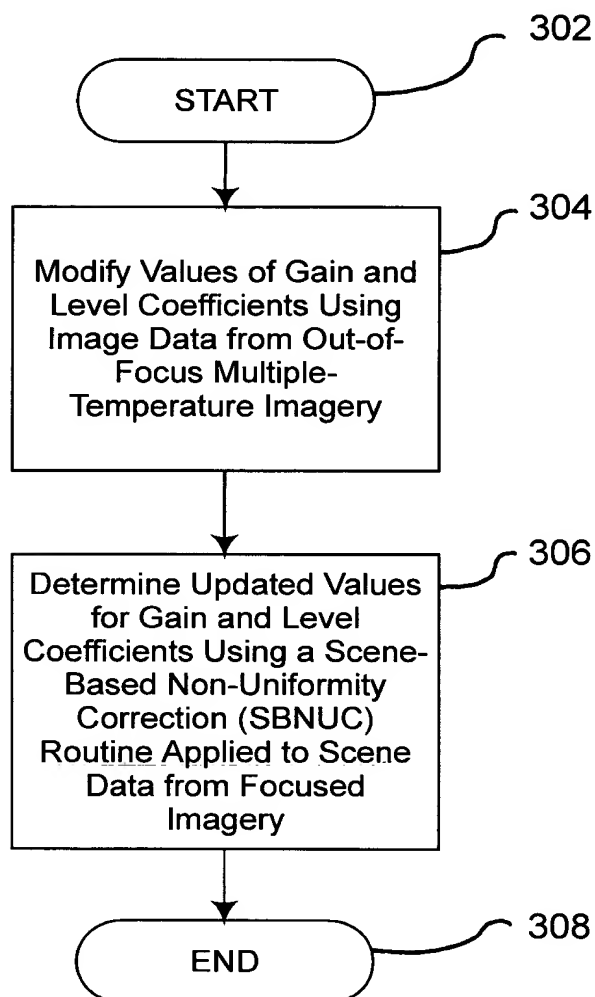 302
START
304
Modify Values of Gain and
Level Coefficients Using
Image Data from Out-of-
Focus Multiple-
Temperature Imagery
306
Determine Updated Values
for Gain and Level
Coefficients Using a Scene-
Based Non-Uniformity
Correction (SBNUC)
Routine Applied to Scene
Data from Focused
Imagery
308
END